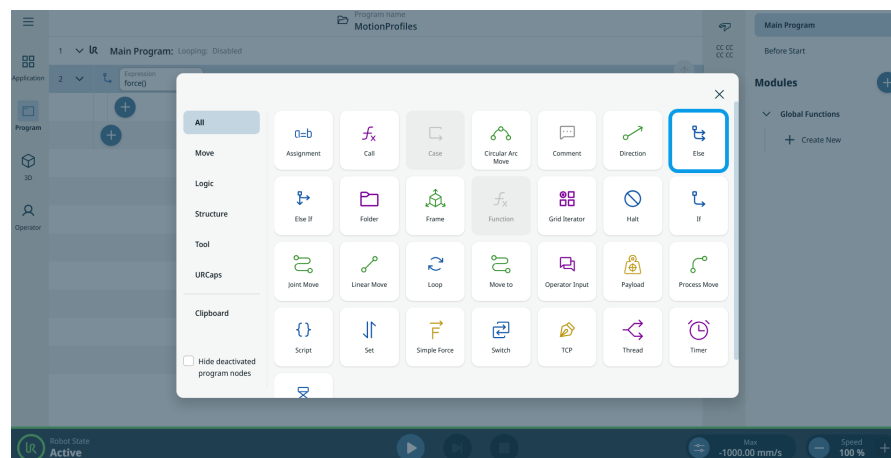 Program name
MotionProfiles
Main Program
1 Main Program: Looping: Disabled
CC CC
CC CC
Before Start
Application
2 Expression
force()
Modules
Program
All
a=b
Assignment
Call
Case
Circular Arc
Move
Comment
Direction
Else
Global Functions
Create New
Move
3D
Logic
Structure
Else If
Folder
Frame
Function
Grid Iterator
Halt
If
Operator
Tool
URCaps
Joint Move
Linear Move
Loop
Move to
Operator Input
Payload
Process Move
Clipboard
Script
Set
F
Simple Force
Switch
TCP
Thread
Timer
Hide deactivated
program nodes
Robot State
Active
Max
-1000.00 mm/s
Speed
100 %